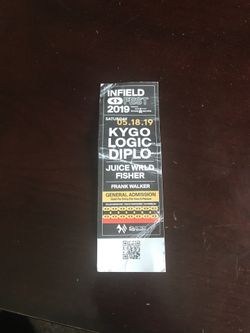 INFIELD
FEST
2019
SATURDAY 05.18.19
KYGO
LOGIC
DIPLO
JUICE WRLD
FISHER
FRANK WALKER
GENERAL ADMISSION